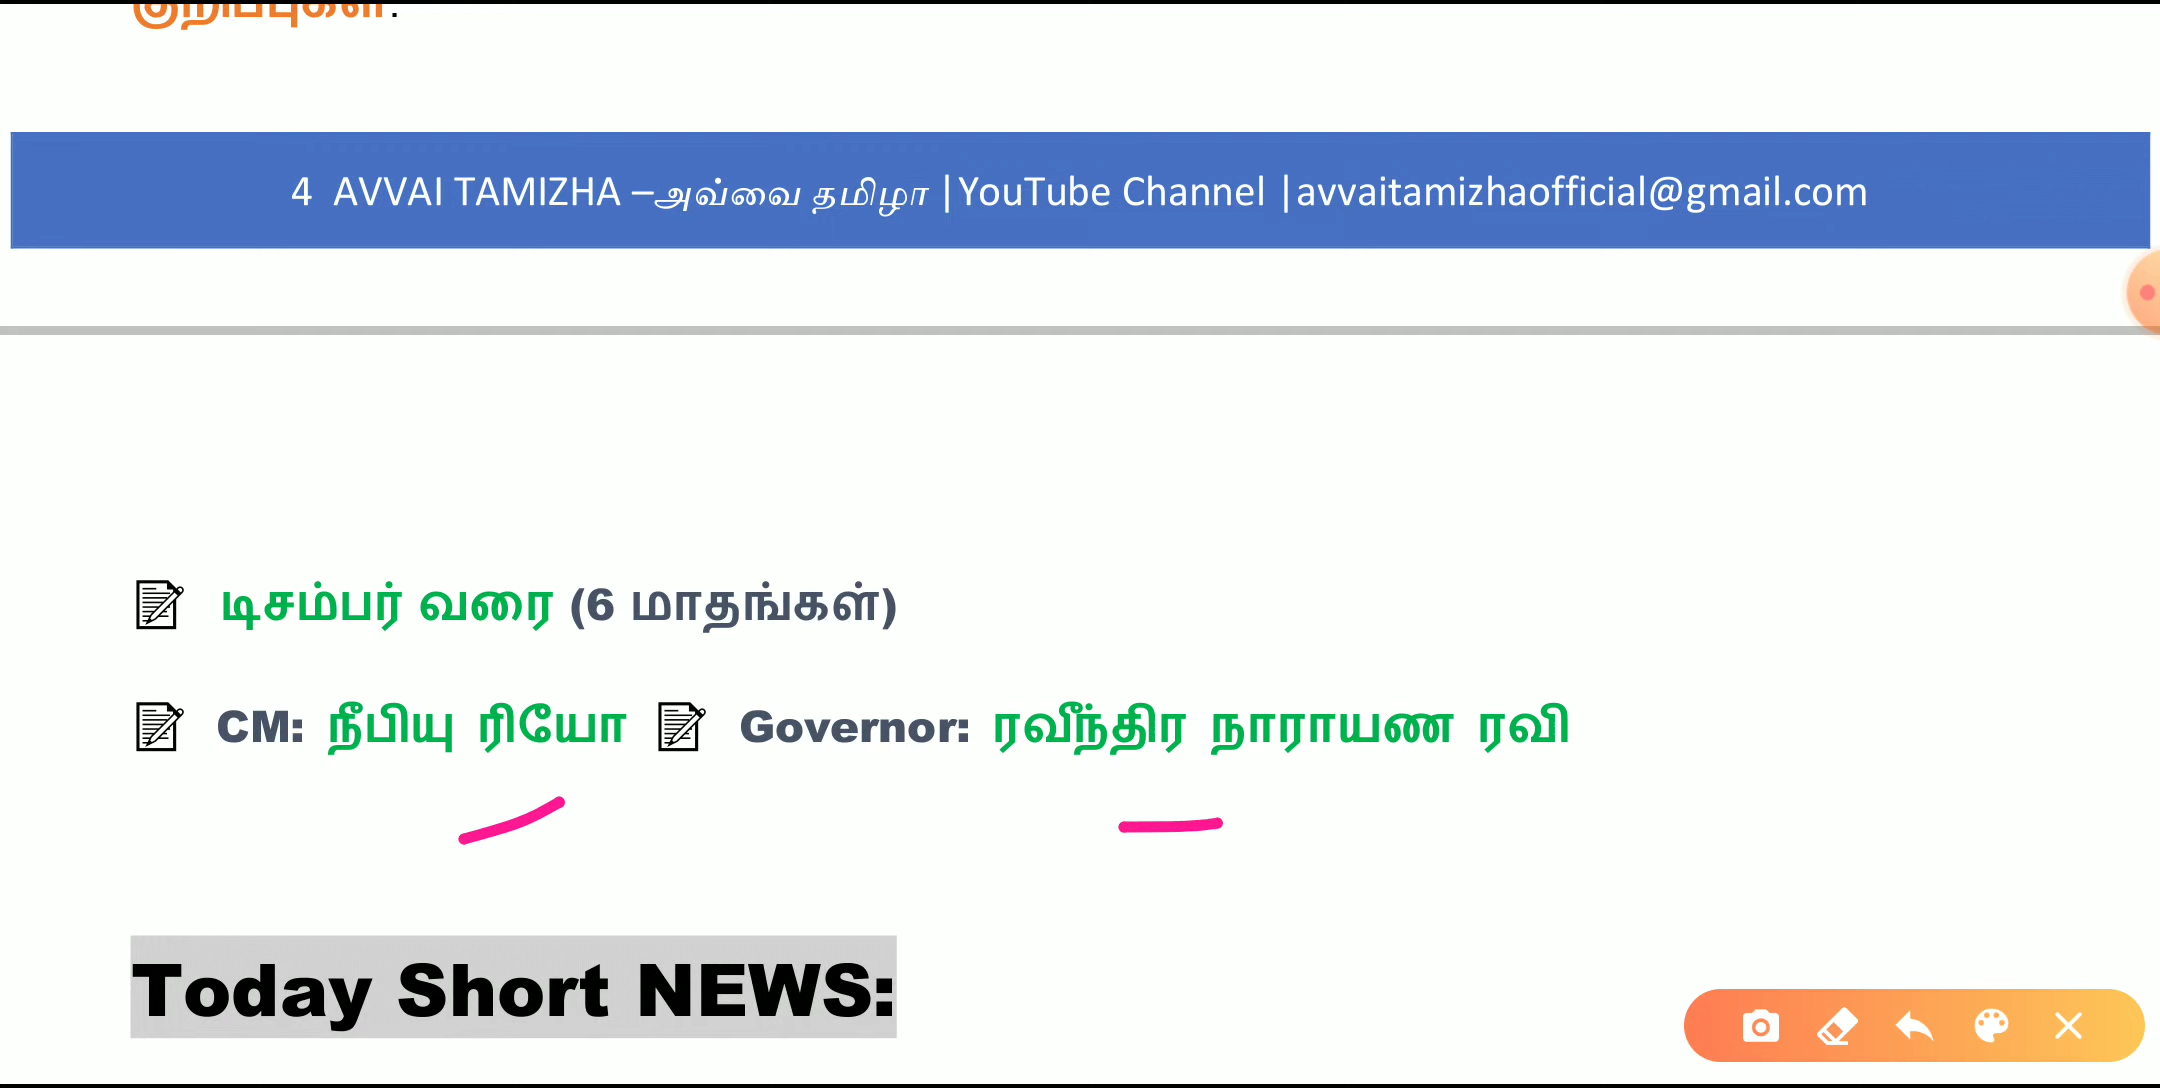 குறிப்புகள்:
4 AVVAI TAMIZHA –அவ்வை தமிழா |YouTube Channel |avvaitamizhaofficial@gmail.com
டிசம்பர் வரை (6 மாதங்கள்)
CM: நீபியு ரியோ Governor: ரவீந்திர நாராயண ரவி
Today Short NEWS: